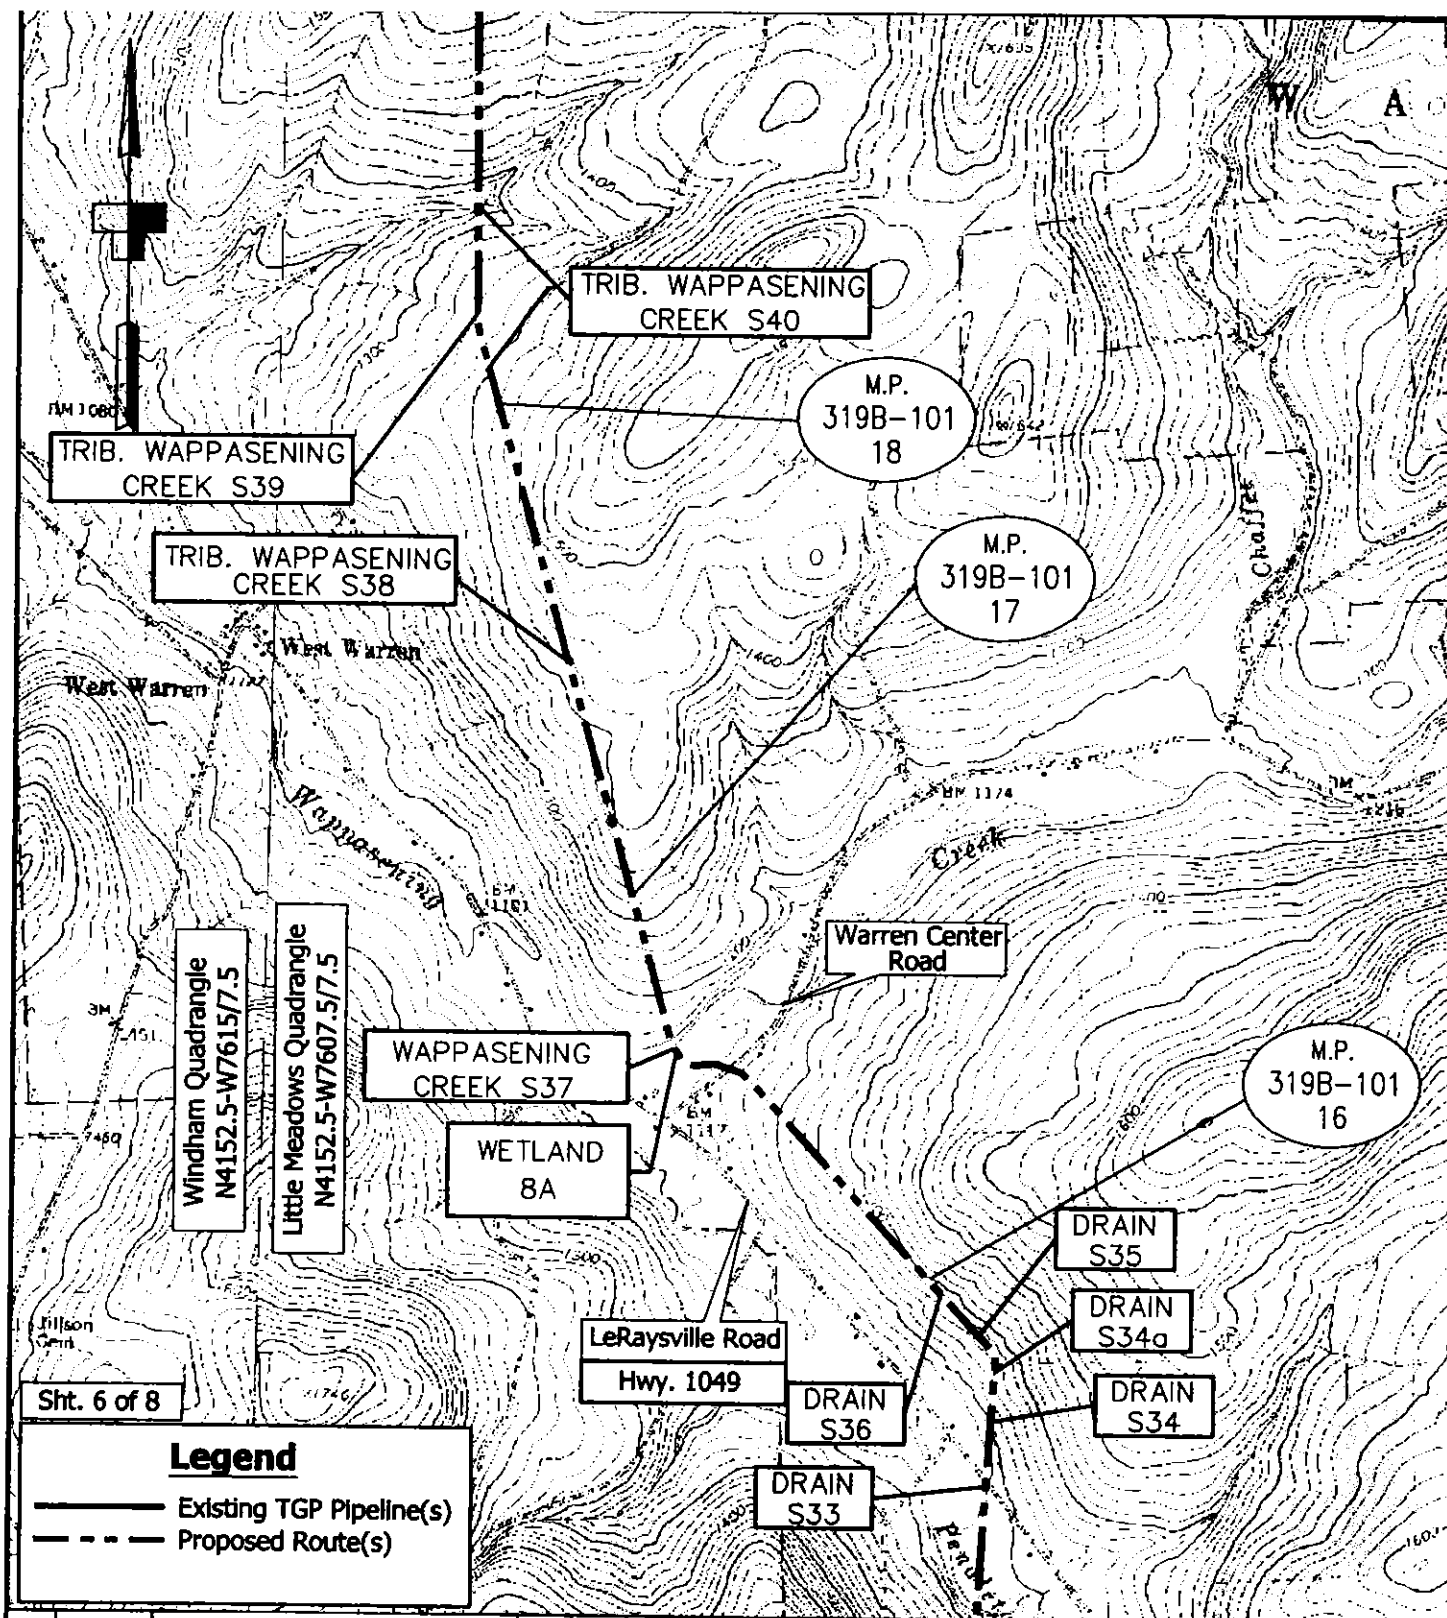 W A
1400
TRIB. WAPPASENING
CREEK S40
1300
M.P.
319B-101
18
TRIB. WAPPASENING
CREEK S39
TRIB. WAPPASENING
CREEK S38
M.P.
319B-101
17
Chaffee
West Warren
West Warren
1400
BM 1174
Wappasening
Creek
Warren Center
Road
Windham Quadrangle
N4152.5-W7615/7.5
Little Meadows Quadrangle
N4152.5-W7607.5/7.5
WAPPASENING
CREEK S37
M.P.
319B-101
16
WETLAND
8A
DRAIN
S35
1300
DRAIN
S34a
LeRaysville Road
Hwy. 1049
DRAIN
S36
DRAIN
S34
Sht. 6 of 8
DRAIN
S33
1400
Legend
Existing TGP Pipeline(s)
Proposed Route(s)